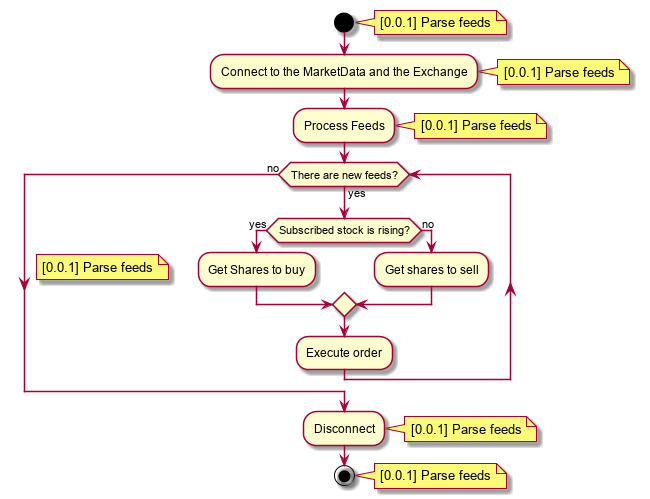 [0.0.1] Parse feeds
Connect to the MarketData and the Exchange
[0.0.1] Parse feeds
Process Feeds
[0.0.1] Parse feeds
no
There are new feeds?
yes
yes
Subscribed stock is rising?
no
[0.0.1] Parse feeds
Get Shares to buy
Get shares to sell
Execute order
Disconnect
[0.0.1] Parse feeds
[0.0.1] Parse feeds